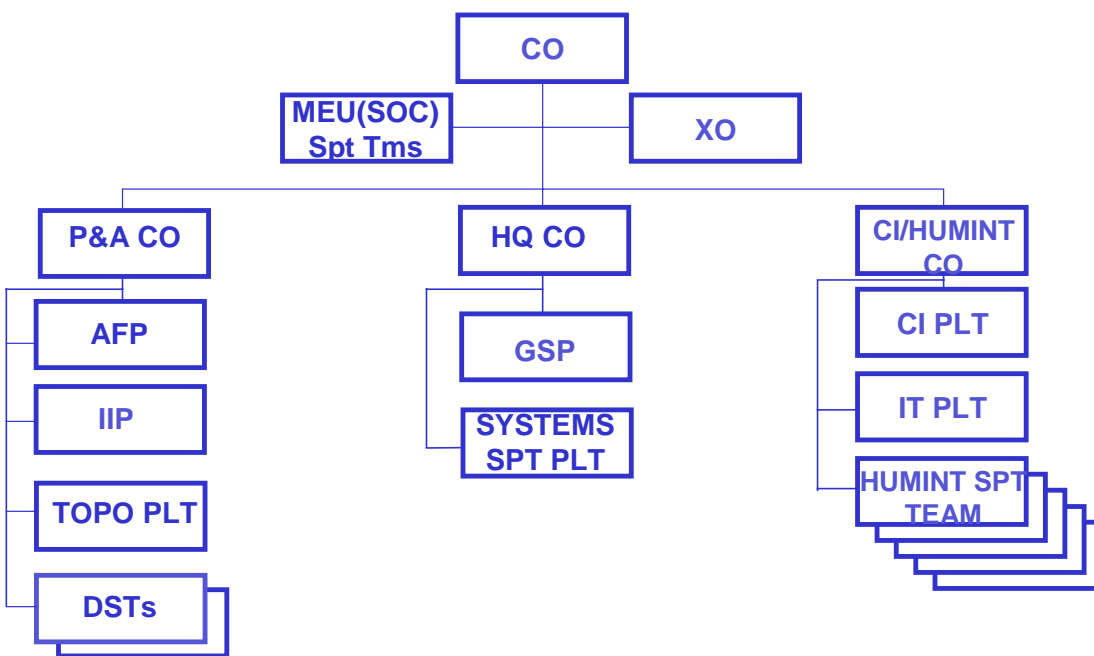 CO
MEU(SOC)
Spt Tms
XO
P&A CO
HQ CO
CI/HUMINT
CO
AFP
GSP
CI PLT
IIP
SYSTEMS
SPT PLT
IT PLT
TOPO PLT
HUMINT SPT
TEAM
DSTs